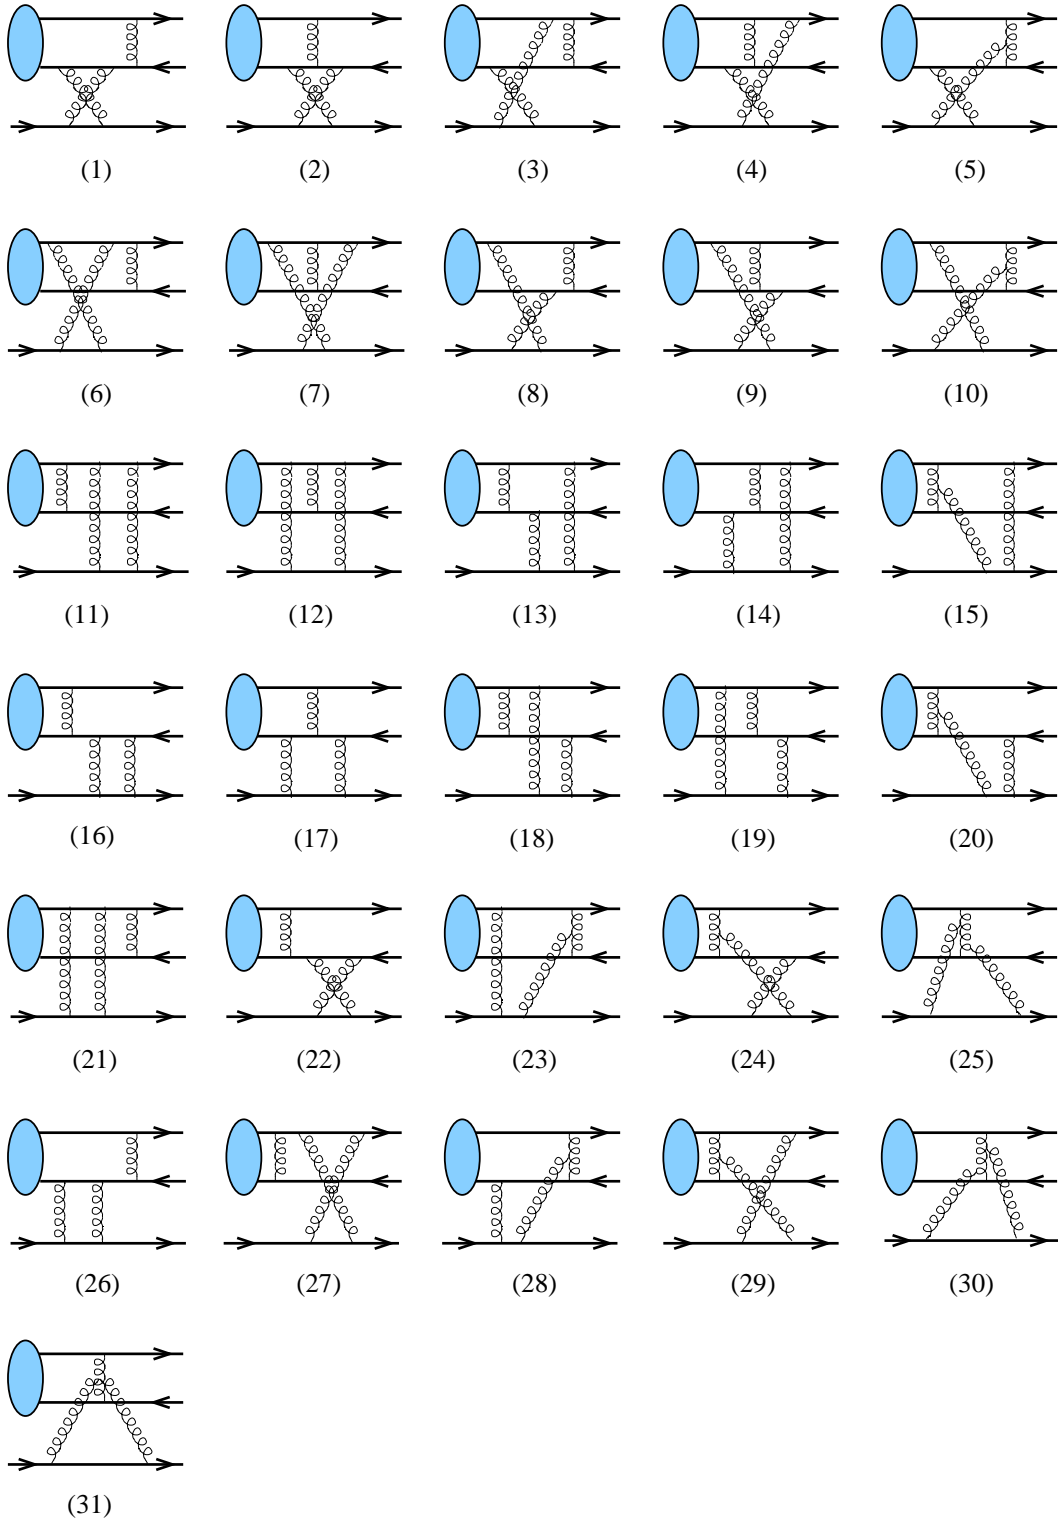 (1) (2) (3) (4) (5)
(6) (7) (8) (9) (10)
(11) (12) (13) (14) (15)
(16) (17) (18) (19) (20)
(21) (22) (23) (24) (25)
(26) (27) (28) (29) (30)
(31)